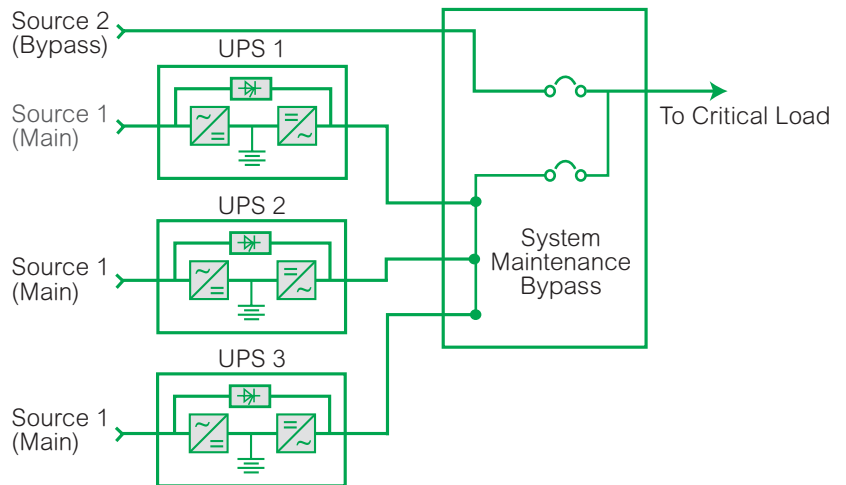 Source 2
(Bypass)
UPS 1
Source 1
(Main)
To Critical Load
UPS 2
Source 1
(Main)
System
Maintenance
Bypass
UPS 3
Source 1
(Main)